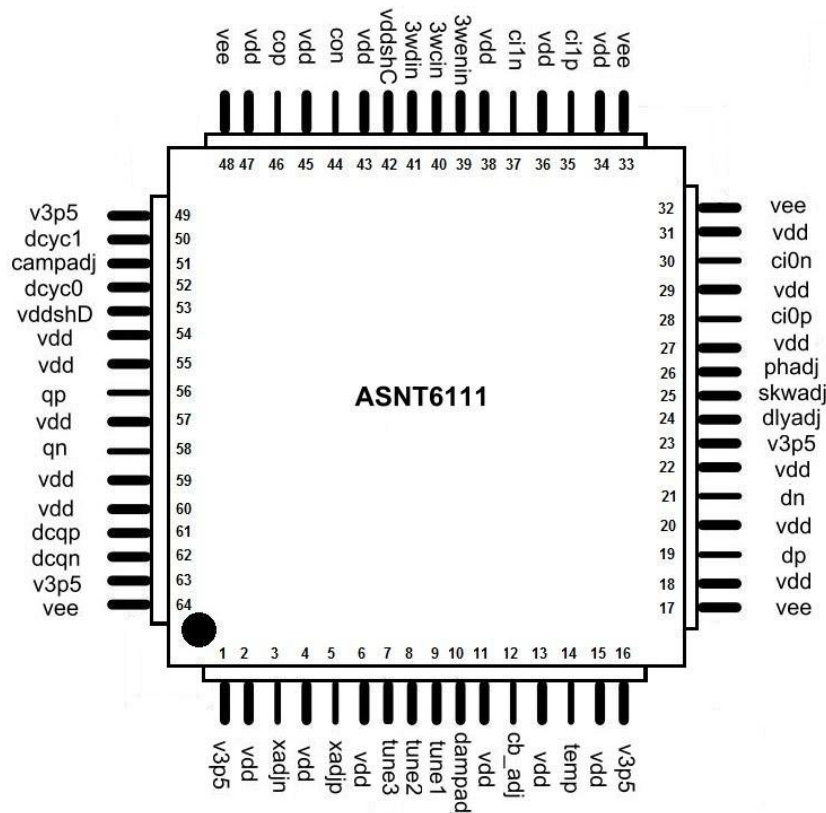 vee vdd cop vdd con vdd vddshC 3wdin 3wcin 3wenin vdd ci1n vdd ci1p vdd vee
48 47 46 45 44 43 42 41 40 39 38 37 36 35 34 33
v3p5 49
dcyc1 50
campadj 51
dcyc0 52
vddshD 53
vdd 54
vdd 55
qp 56
vdd 57
qn 58
vdd 59
vdd 60
dcqp 61
dcqn 62
v3p5 63
vee 64
ASNT6111
32 vee
31 vdd
30 ci0n
29 vdd
28 ci0p
27 vdd
26 phadj
25 skwadj
24 dlyadj
23 v3p5
22 vdd
21 dn
20 vdd
19 dp
18 vdd
17 vee
1 2 3 4 5 6 7 8 9 10 11 12 13 14 15 16
v3p5 vdd xadjn vdd xadjp vdd tune3 tune2 tune1 dampad vdd cb_adj vdd temp vdd v3p5